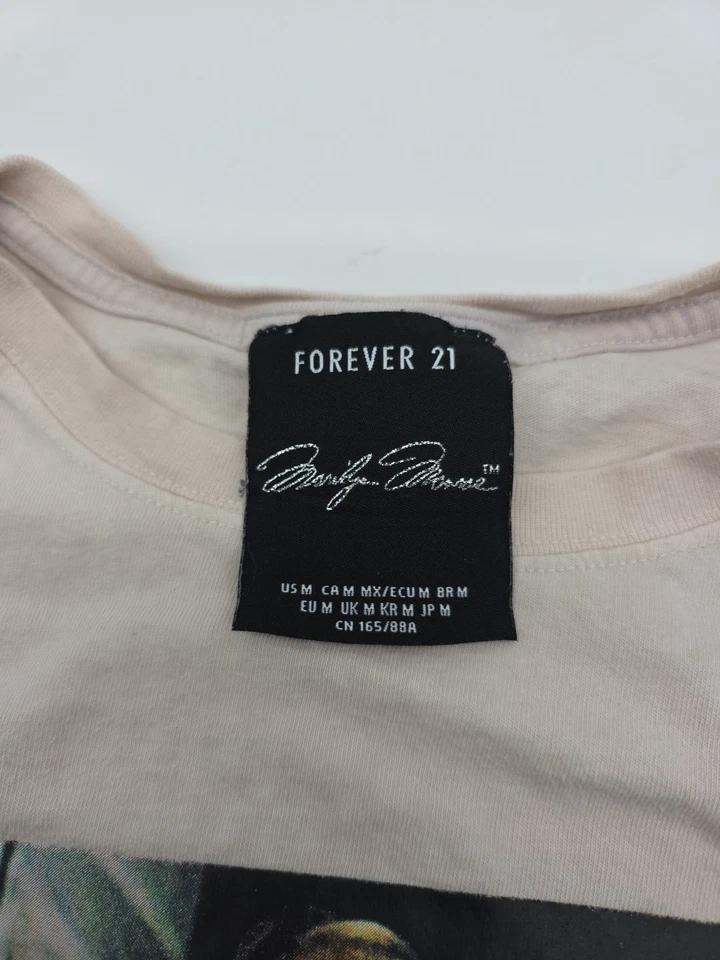 FOREVER 21
Marilyn Monroe™
US M CA M MX/ECU M BR M
EU M UK M KR M JP M
CN 165/88A